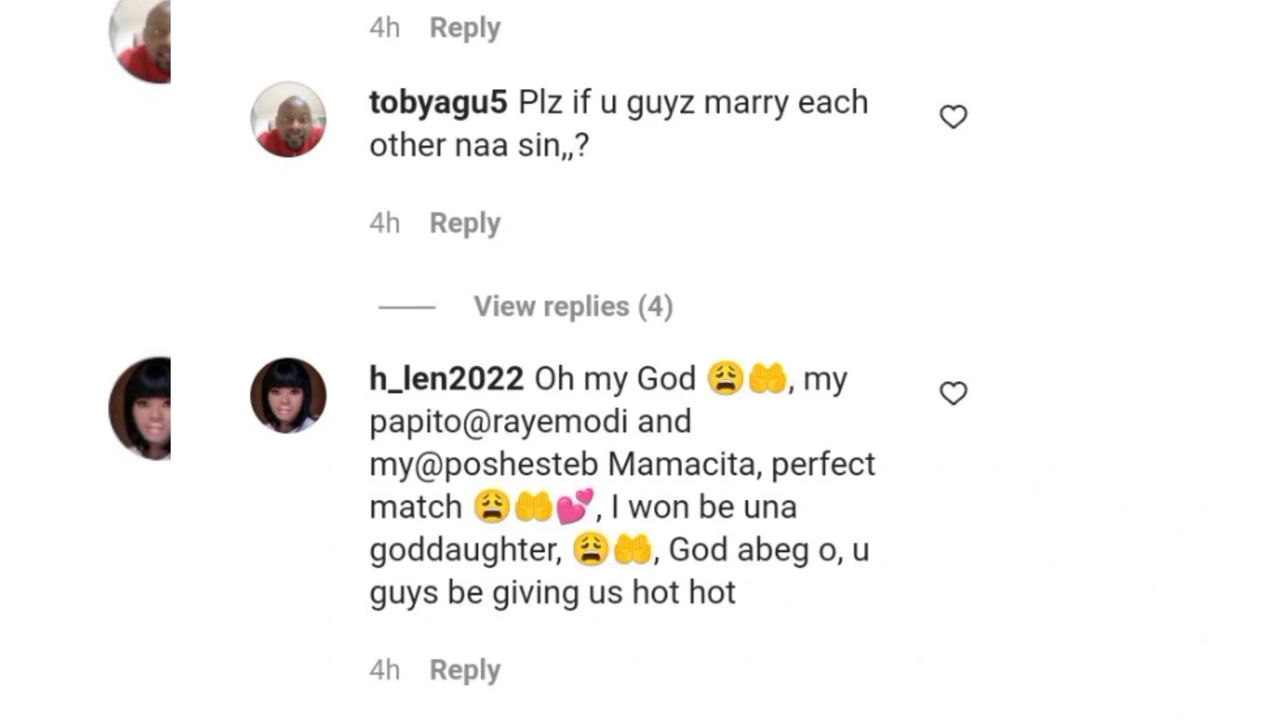 4h Reply
tobyagu5 Plz if u guyz marry each
other naa sin,,?
4h Reply
View replies (4)
h_len2022 Oh my God 😩🤲, my
papito@rayemodi and
my@poshesteb Mamacita, perfect
match 😩🤲💕, I won be una
goddaughter, 😩🤲, God abeg o, u
guys be giving us hot hot
4h Reply